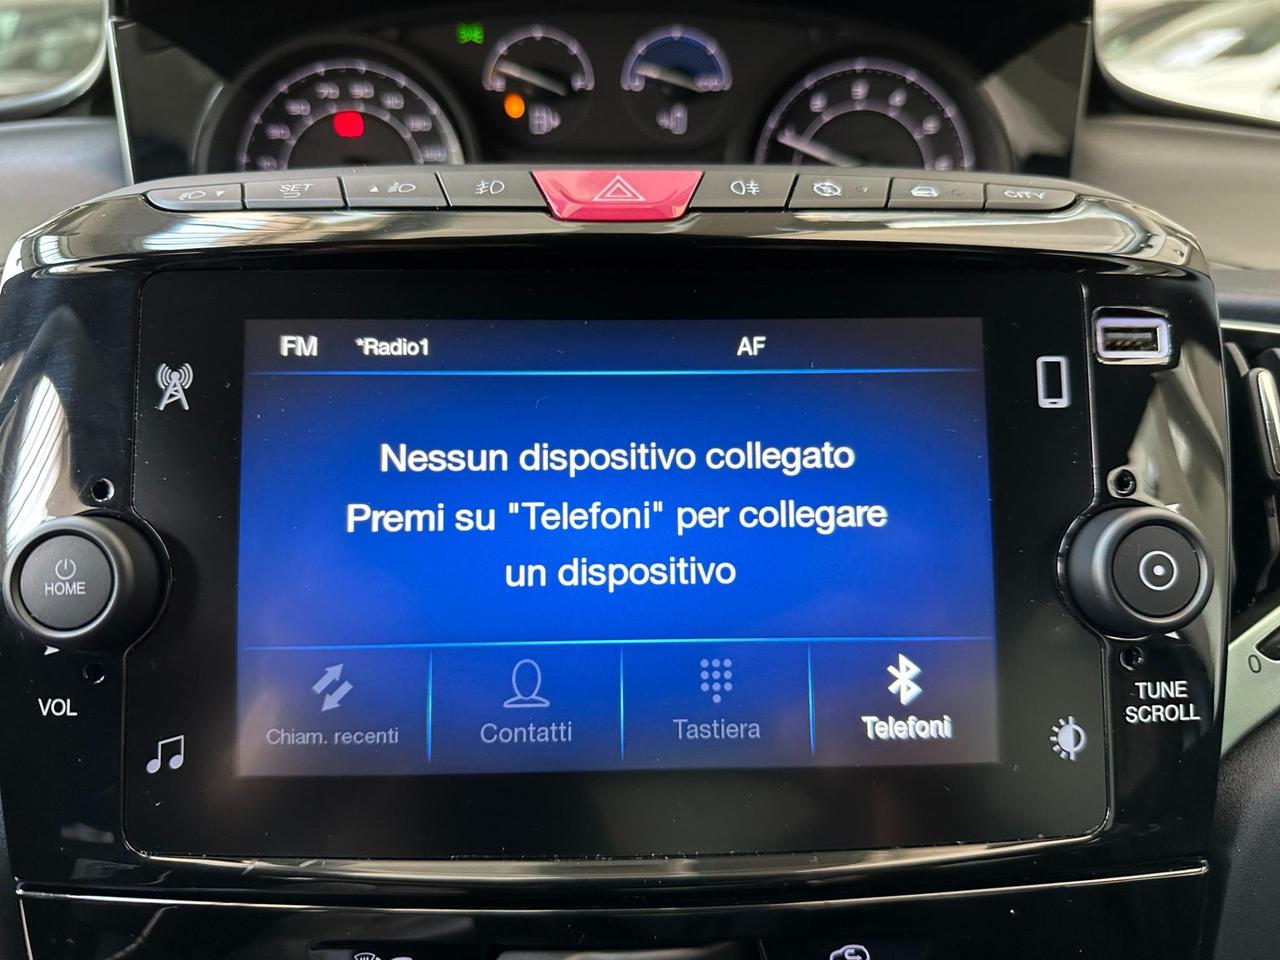 SET
CITY
FM *Radio1 AF
Nessun dispositivo collegato
Premi su "Telefoni" per collegare
un dispositivo
HOME
VOL
TUNE
SCROLL
Chiam. recenti Contatti Tastiera Telefoni
0